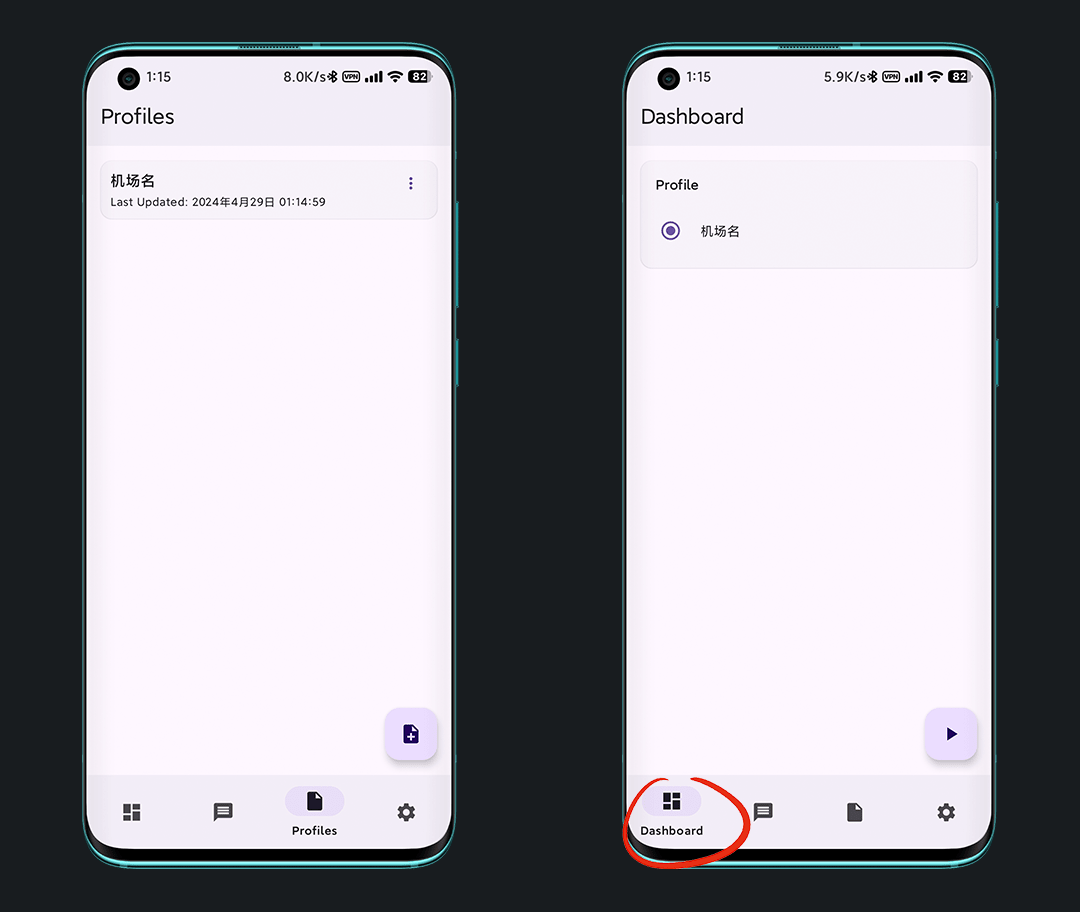 1:15
8.0K/s VPN 82
Profiles
机场名
Last Updated: 2024年4月29日 01:14:59
Profiles
1:15
5.9K/s VPN 82
Dashboard
Profile
机场名
Dashboard